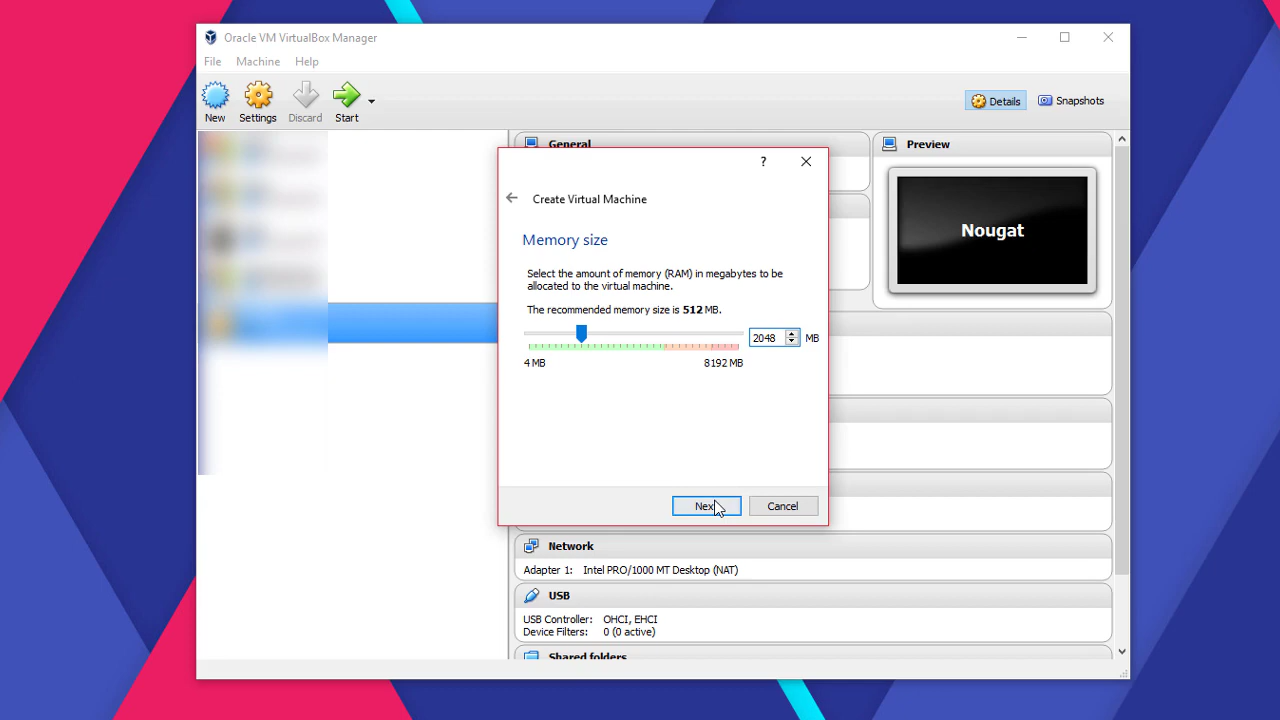 Oracle VM VirtualBox Manager
File Machine Help
New Settings Discard Start Details Snapshots
General
Preview
Nougat
?
Create Virtual Machine
Memory size
Select the amount of memory (RAM) in megabytes to be
allocated to the virtual machine.
The recommended memory size is 512 MB.
2048 MB
4 MB 8192 MB
Next Cancel
Network
Adapter 1: Intel PRO/1000 MT Desktop (NAT)
USB
USB Controller: OHCI, EHCI
Device Filters: 0 (0 active)
Shared folders